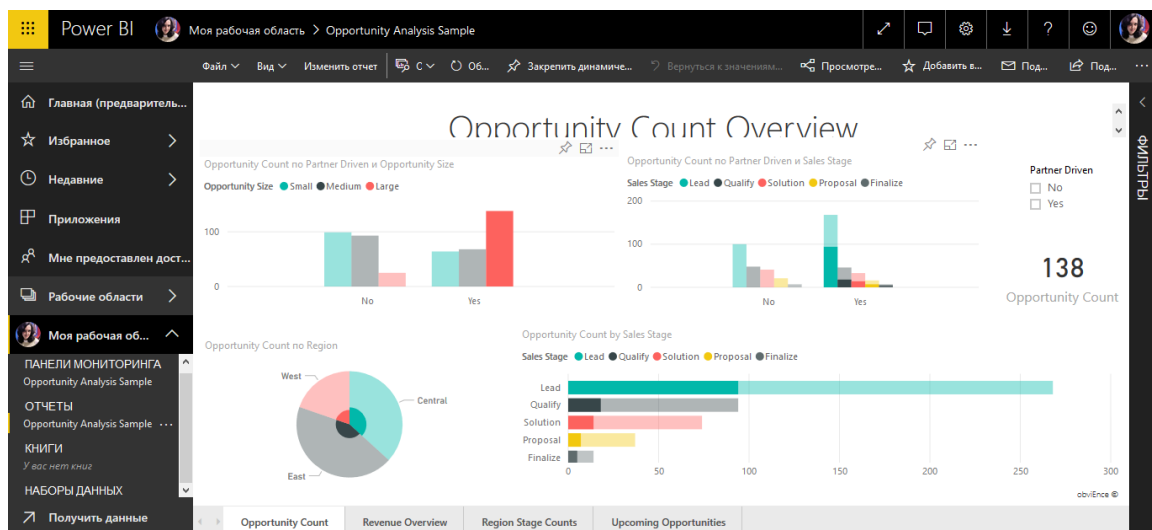 Power BI
Моя рабочая область > Opportunity Analysis Sample
?
Файл
Вид
Изменить отчет
С
Об...
Закрепить динамиче...
Вернуться к значениям...
Просмотре...
Добавить в...
Под...
Под...
...
Главная (предваритель...
Избранное
Недавние
Приложения
Мне предоставлен дост...
Рабочие области
Моя рабочая об...
ПАНЕЛИ МОНИТОРИНГА
Opportunity Analysis Sample
ОТЧЕТЫ
Opportunity Analysis Sample ...
КНИГИ
У вас нет книг
НАБОРЫ ДАННЫХ
Получить данные
Opportunity Count Overview
Opportunity Count по Partner Driven и Opportunity Size
Opportunity Size Small Medium Large
100
0
No
Yes
Opportunity Count по Partner Driven и Sales Stage
Sales Stage Lead Qualify Solution Proposal Finalize
200
100
0
No
Yes
Partner Driven
No
Yes
138
Opportunity Count
Opportunity Count по Region
West
Central
East
Opportunity Count by Sales Stage
Sales Stage Lead Qualify Solution Proposal Finalize
Lead
Qualify
Solution
Proposal
Finalize
0 50 100 150 200 250 300
obviEnce ©
ФИЛЬТРЫ
Opportunity Count
Revenue Overview
Region Stage Counts
Upcoming Opportunities